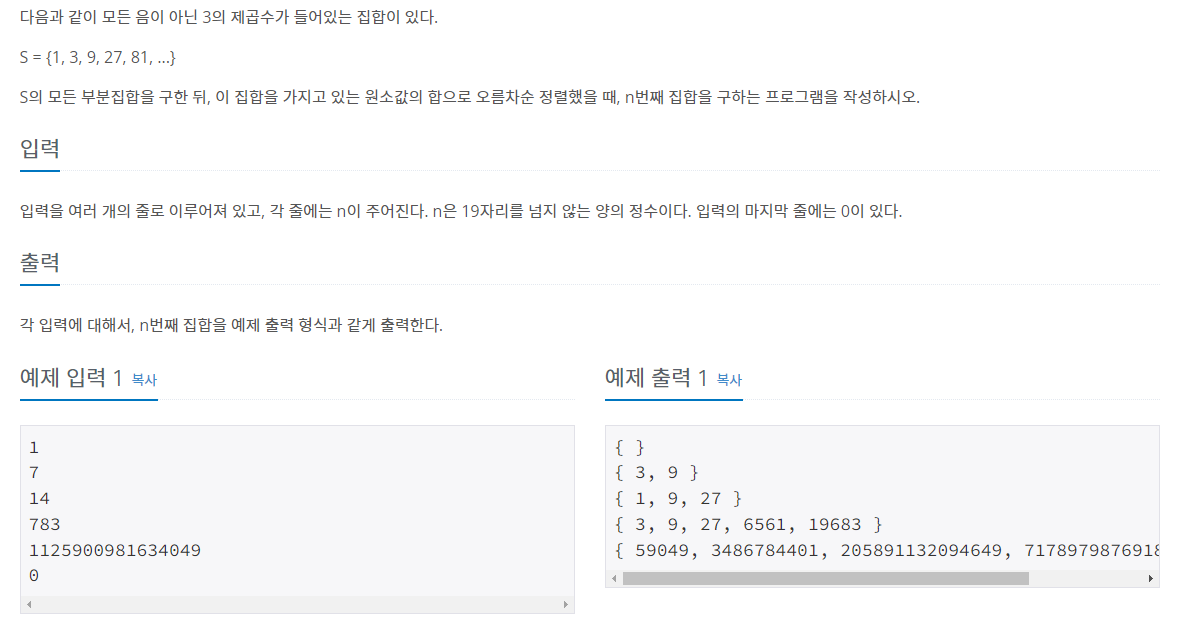 다음과 같이 모든 음이 아닌 3의 제곱수가 들어있는 집합이 있다.
S = {1, 3, 9, 27, 81, ...}
S의 모든 부분집합을 구한 뒤, 이 집합을 가지고 있는 원소값의 합으로 오름차순 정렬했을 때, n번째 집합을 구하는 프로그램을 작성하시오.
입력
입력을 여러 개의 줄로 이루어져 있고, 각 줄에는 n이 주어진다. n은 19자리를 넘지 않는 양의 정수이다. 입력의 마지막 줄에는 0이 있다.
출력
각 입력에 대해서, n번째 집합을 예제 출력 형식과 같게 출력한다.
예제 입력 1 복사
1
7
14
783
1125900981634049
0
예제 출력 1 복사
{ }
{ 3, 9 }
{ 1, 9, 27 }
{ 3, 9, 27, 6561, 19683 }
{ 59049, 3486784401, 205891132094649, 7178979876918